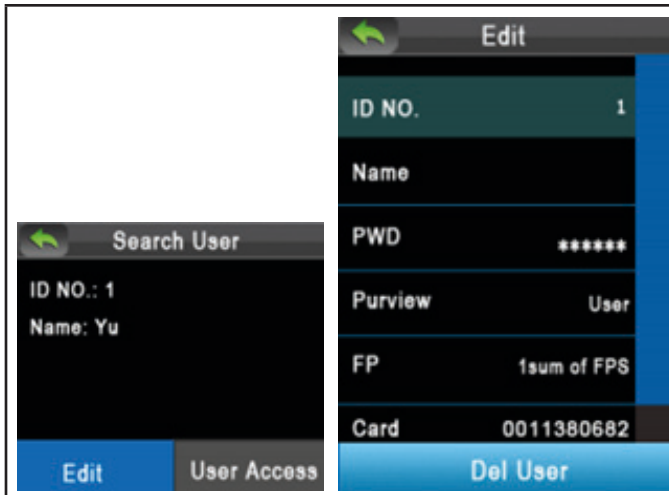 Search User
ID NO.: 1
Name: Yu
Edit
User Access
Edit
ID NO. 1
Name
PWD ******
Purview User
FP 1sum of FPS
Card 0011380682
Del User